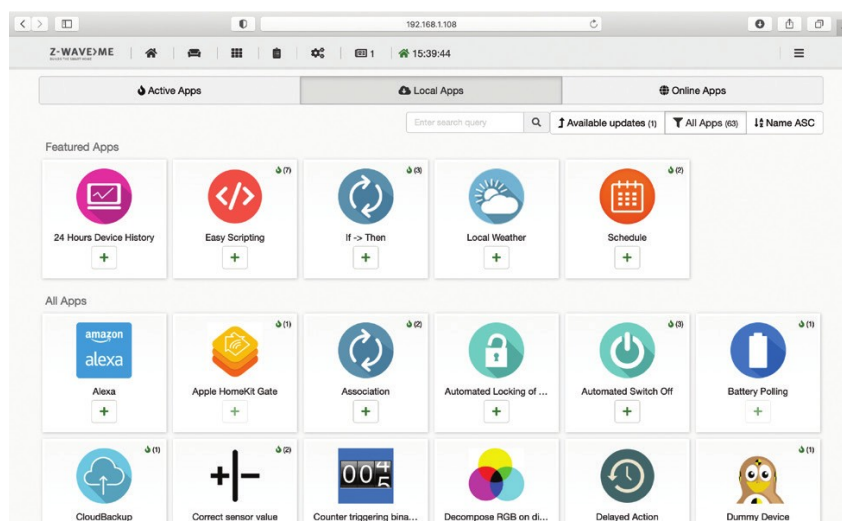 192.168.1.108
Z-WAVE>ME
1
15:39:44
Active Apps
Local Apps
Online Apps
Enter search query
Available updates (1)
All Apps (63)
Name ASC
Featured Apps
(7)
(3)
(2)
24 Hours Device History
Easy Scripting
If -> Then
Local Weather
Schedule
All Apps
(1)
(2)
(3)
(1)
amazon
alexa
Alexa
Apple HomeKit Gate
Association
Automated Locking of ...
Automated Switch Off
Battery Polling
(1)
(2)
(1)
CloudBackup
Correct sensor value
Counter triggering bina...
Decompose RGB on di...
Delayed Action
Dummy Device